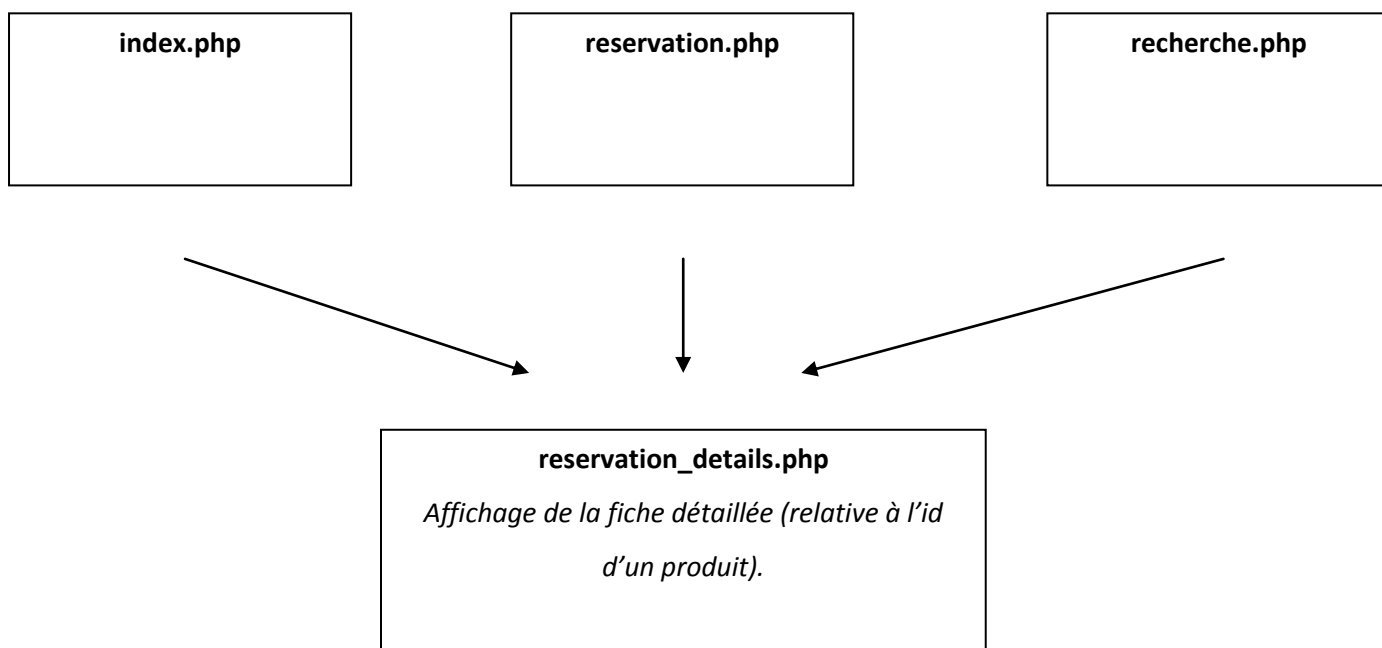 index.php
reservation.php
recherche.php
reservation_details.php
Affichage de la fiche détaillée (relative à l’id
d’un produit).